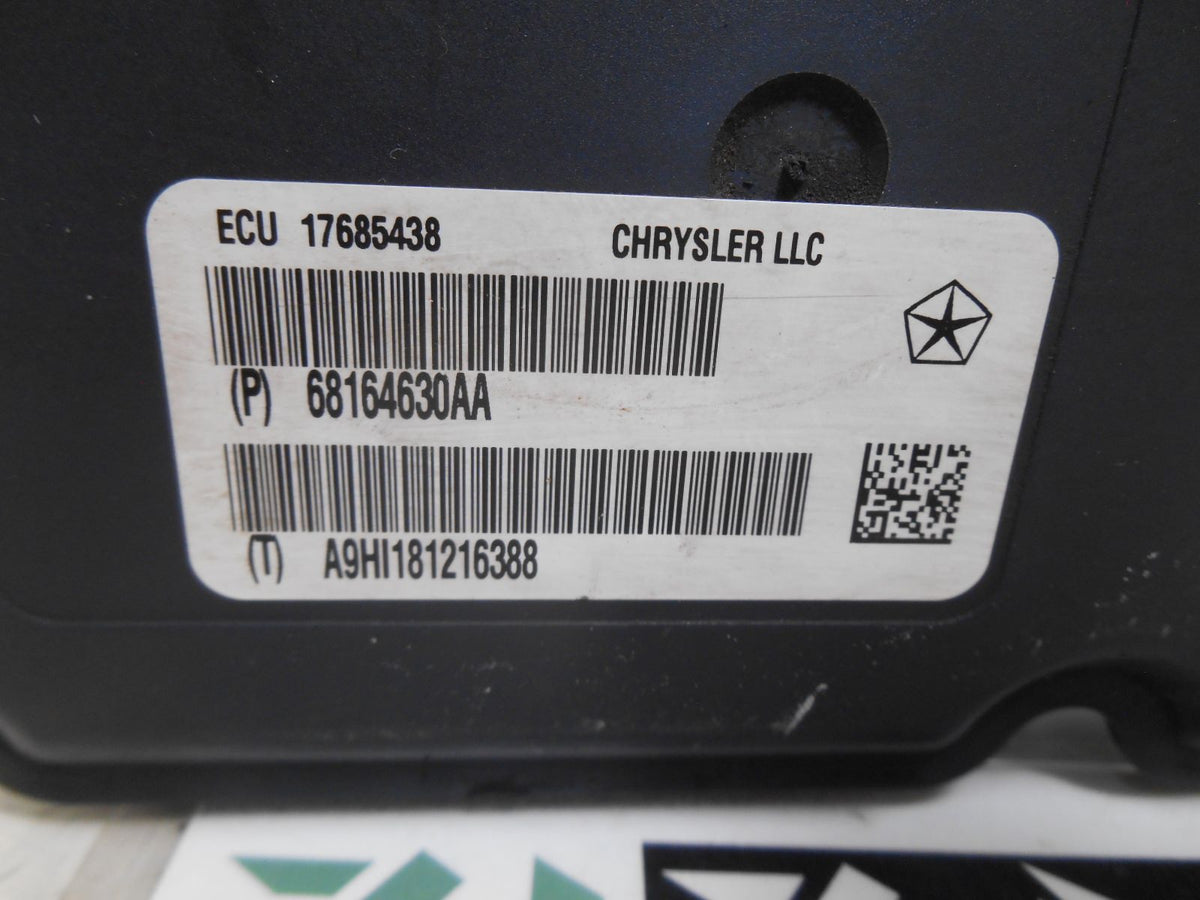 ECU 17685438 CHRYSLER LLC
(P) 68164630AA
(T) A9HI181216388